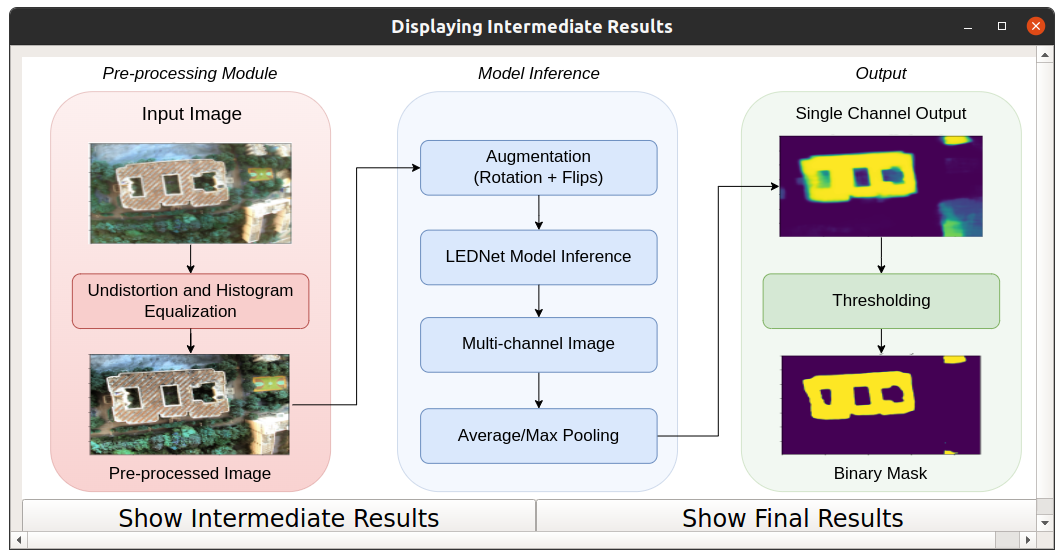 Displaying Intermediate Results
Pre-processing Module
Input Image
Undistortion and Histogram
Equalization
Pre-processed Image
Model Inference
Augmentation
(Rotation + Flips)
LEDNet Model Inference
Multi-channel Image
Average/Max Pooling
Output
Single Channel Output
Thresholding
Binary Mask
Show Intermediate Results
Show Final Results